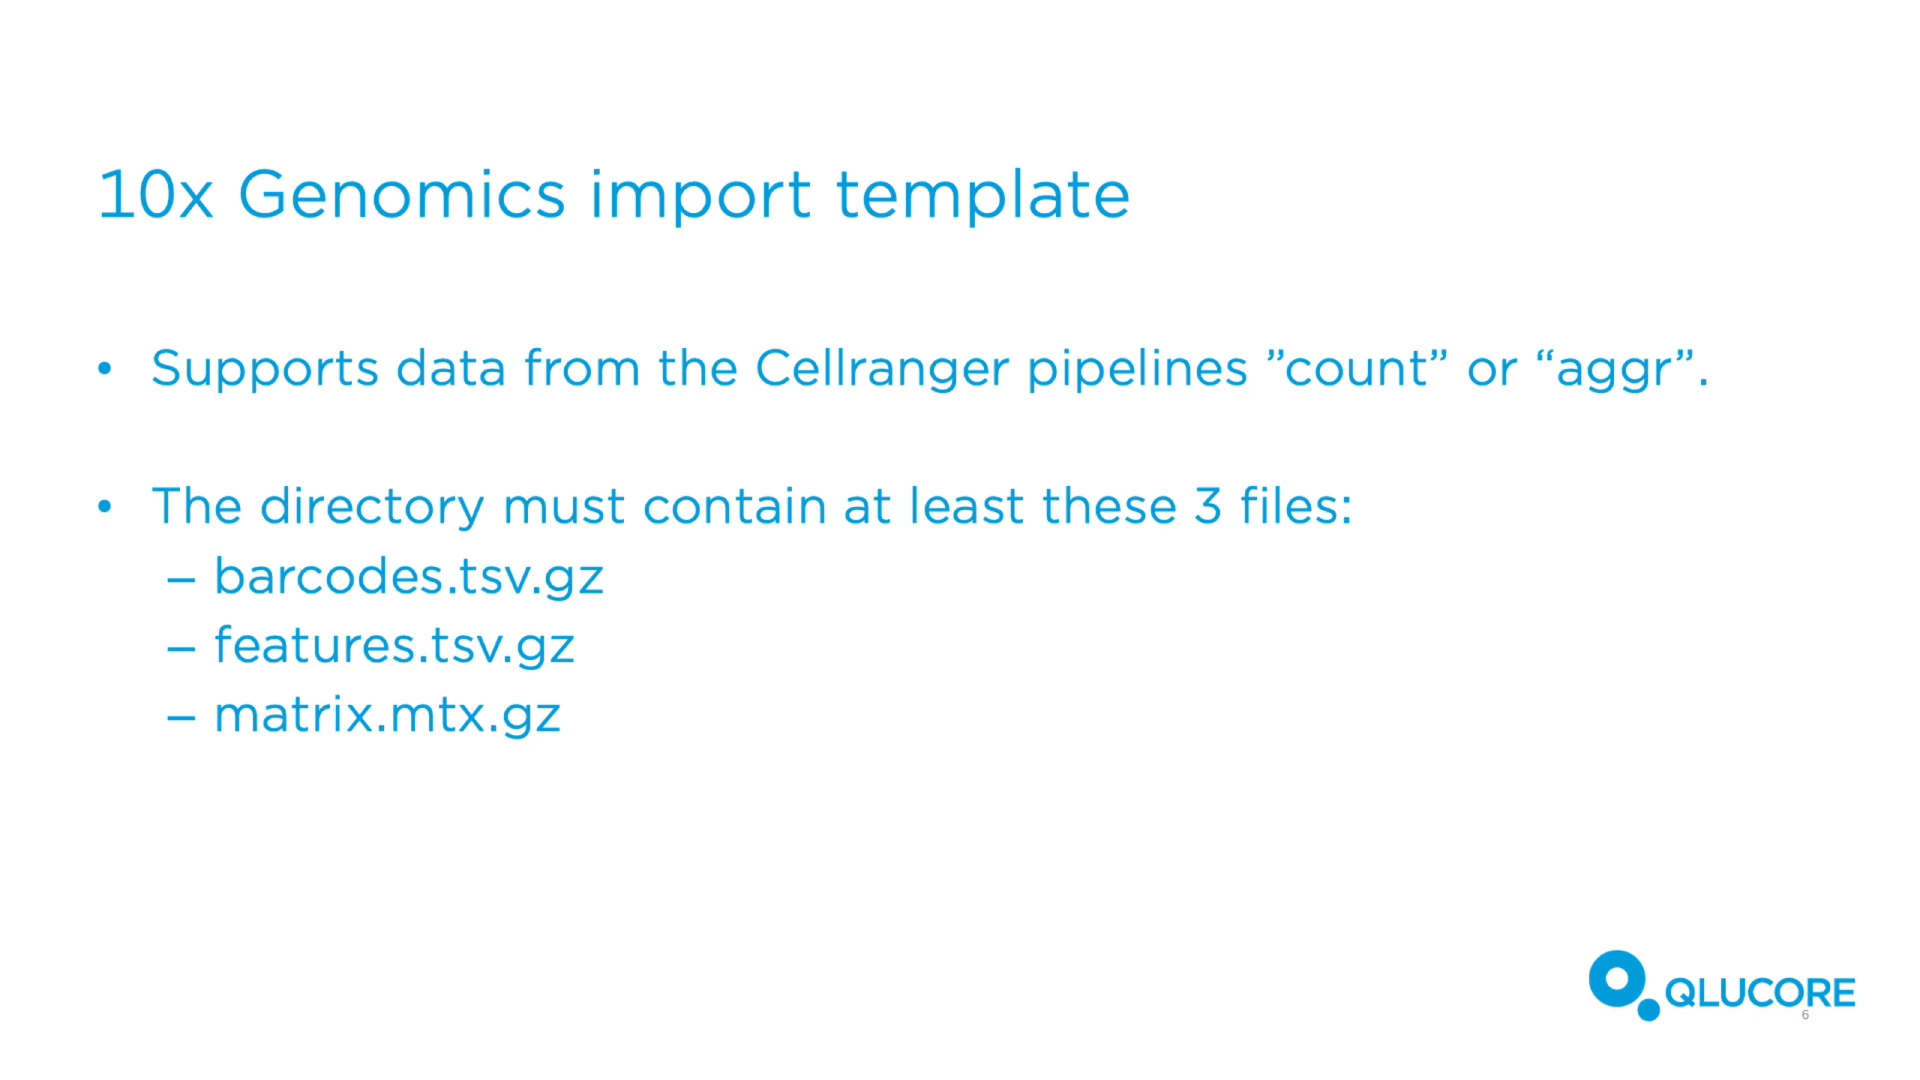 10x Genomics import template
• Supports data from the Cellranger pipelines ”count” or “aggr”.
• The directory must contain at least these 3 files:
– barcodes.tsv.gz
– features.tsv.gz
– matrix.mtx.gz
QLUCORE
6